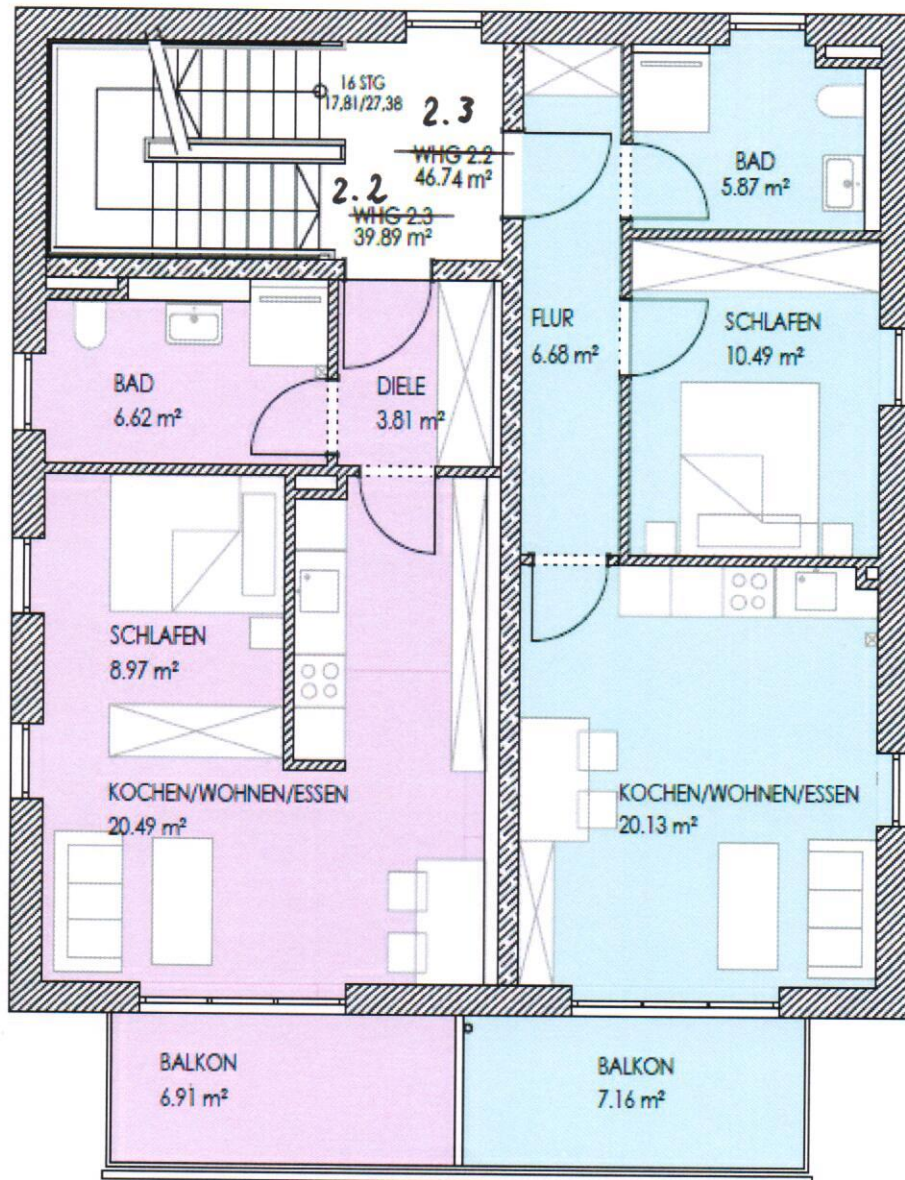 16 STG
17,81/27,38
2.3
WHG 2.2
46.74 m²
2.2
WHG 2.3
39.89 m²
BAD
5.87 m²
FLUR
6.68 m²
SCHLAFEN
10.49 m²
BAD
6.62 m²
DIELE
3.81 m²
SCHLAFEN
8.97 m²
KOCHEN/WOHNEN/ESSEN
20.49 m²
KOCHEN/WOHNEN/ESSEN
20.13 m²
BALKON
6.91 m²
BALKON
7.16 m²